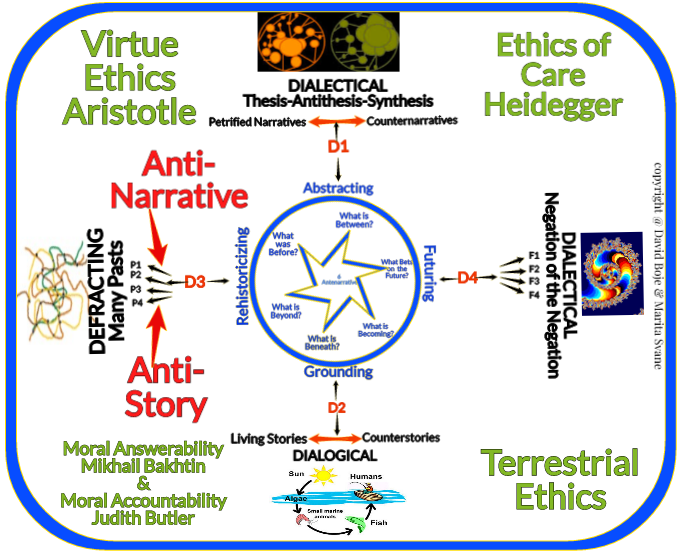 Virtue
Ethics
Aristotle
DIALECTICAL
Thesis-Antithesis-Synthesis
Petrified Narratives
Counternarratives
D1
Ethics of
Care
Heidegger
Anti-
Narrative
Abstracting
DEFRACTING
Many Pasts
P1
P2
P3
P4
D3
Rehistoricizing
What is
Between?
What
was
Before?
What Bets
on the
Future?
6
Antenarrative
What is
Beyond?
What is
Becoming?
What is
Beneath?
Futuring
D4
F1
F2
F3
F4
DIALECTICAL
Negation of the Negation
copyright @ David Boje & Marita Svane
Anti-
Story
Grounding
D2
Living Stories
Counterstories
DIALOGICAL
Moral Answerability
Mikhail Bakhtin
&
Moral Accountability
Judith Butler
Sun
Humans
Algae
Small marine
animals
Fish
Terrestrial
Ethics